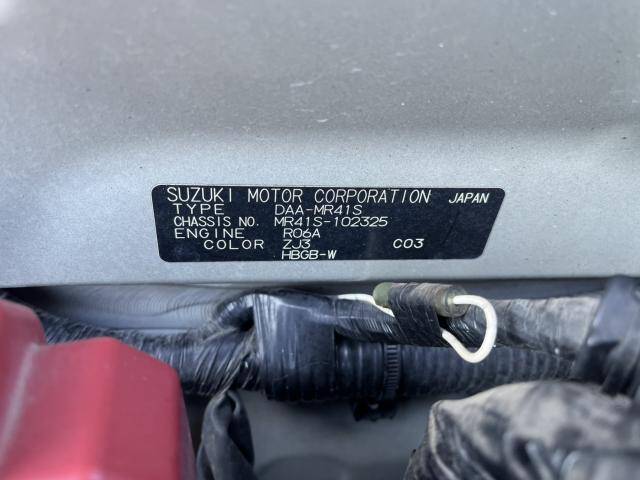 SUZUKI MOTOR CORPORATION JAPAN
TYPE DAA-MR41S
CHASSIS NO. MR41S-102325
ENGINE R06A
COLOR ZJ3 C03
HBGB-W